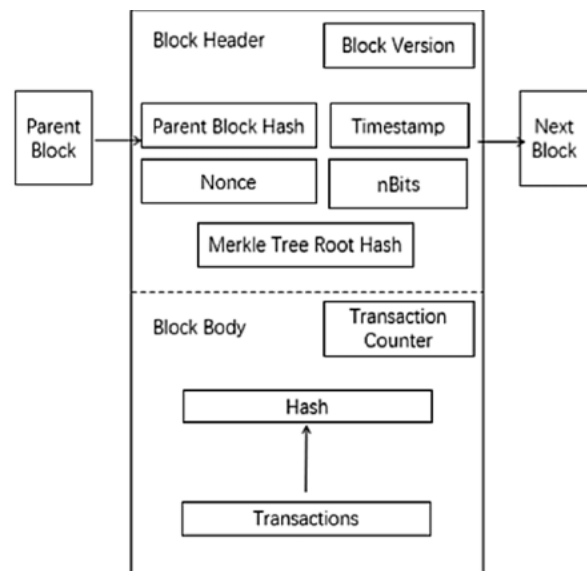 Block Header
Block Version
Parent
Block
Parent Block Hash
Timestamp
Next
Block
Nonce
nBits
Merkle Tree Root Hash
Block Body
Transaction
Counter
Hash
Transactions